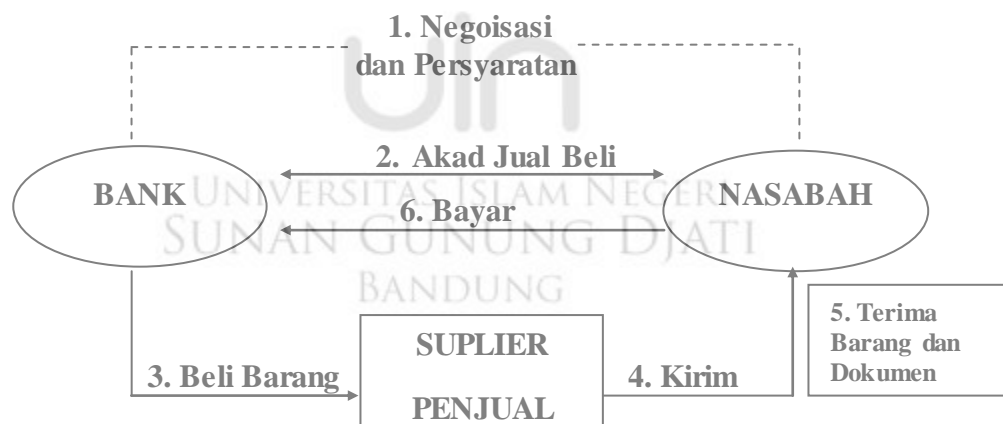 1. Negoisasi
dan Persyaratan
uin
2. Akad Jual Beli
BANK
NASABAH
UNIVERSITAS ISLAM NEGERI
6. Bayar
SUNAN GUNUNG DJATI
BANDUNG
5. Terima
Barang dan
Dokumen
SUPLIER
3. Beli Barang
4. Kirim
PENJUAL